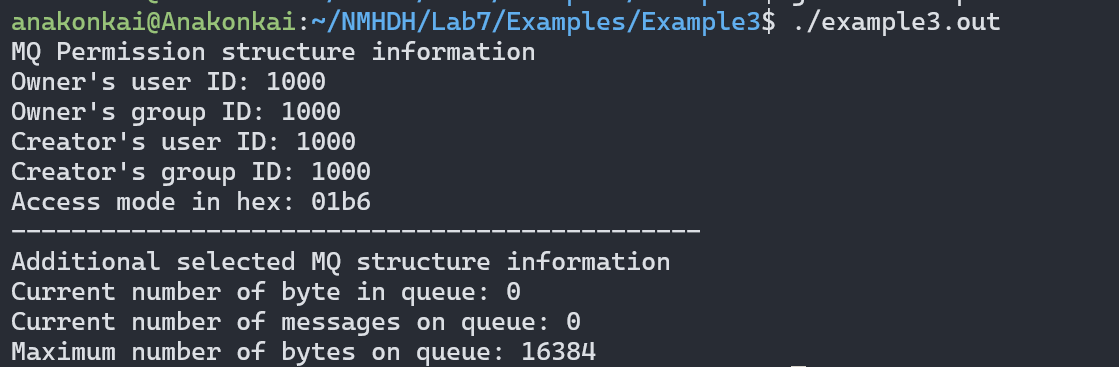 anakonkai@Anakonkai:~/NMHDH/Lab7/Examples/Example3$ ./example3.out
MQ Permission structure information
Owner's user ID: 1000
Owner's group ID: 1000
Creator's user ID: 1000
Creator's group ID: 1000
Access mode in hex: 01b6
----------------------------------------------
Additional selected MQ structure information
Current number of byte in queue: 0
Current number of messages on queue: 0
Maximum number of bytes on queue: 16384